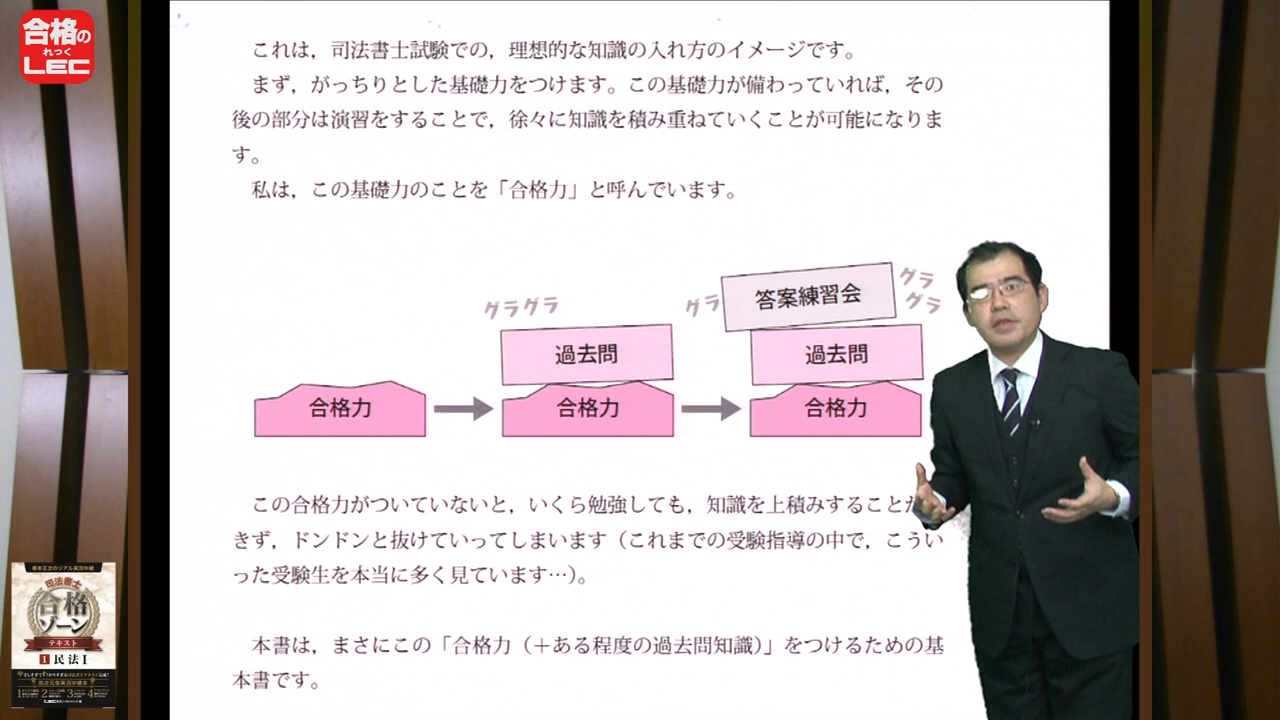 合格の
れっく
LEC
これは，司法書士試験での，理想的な知識の入れ方のイメージです。
まず，がっちりとした基礎力をつけます。この基礎力が備わっていれば，その
後の部分は演習をすることで，徐々に知識を積み重ねていくことが可能になりま
す。
私は，この基礎力のことを「合格力」と呼んでいます。
グラグラ
グラ
答案練習会
グラ
グラ
過去問
過去問
合格力
合格力
合格力
この合格力がついていないと，いくら勉強しても，知識を上積みすることが
きず，ドンドンと抜けていってしまいます（これまでの受験指導の中で，こうい
った受験生を本当に多く見ています…）。
本書は，まさにこの「合格力（＋ある程度の過去問知識）」をつけるための基
本書です。
根本正次のリアル実況中継
司法書士
合格
ゾーン
テキスト
1 民法Ⅰ
LEC